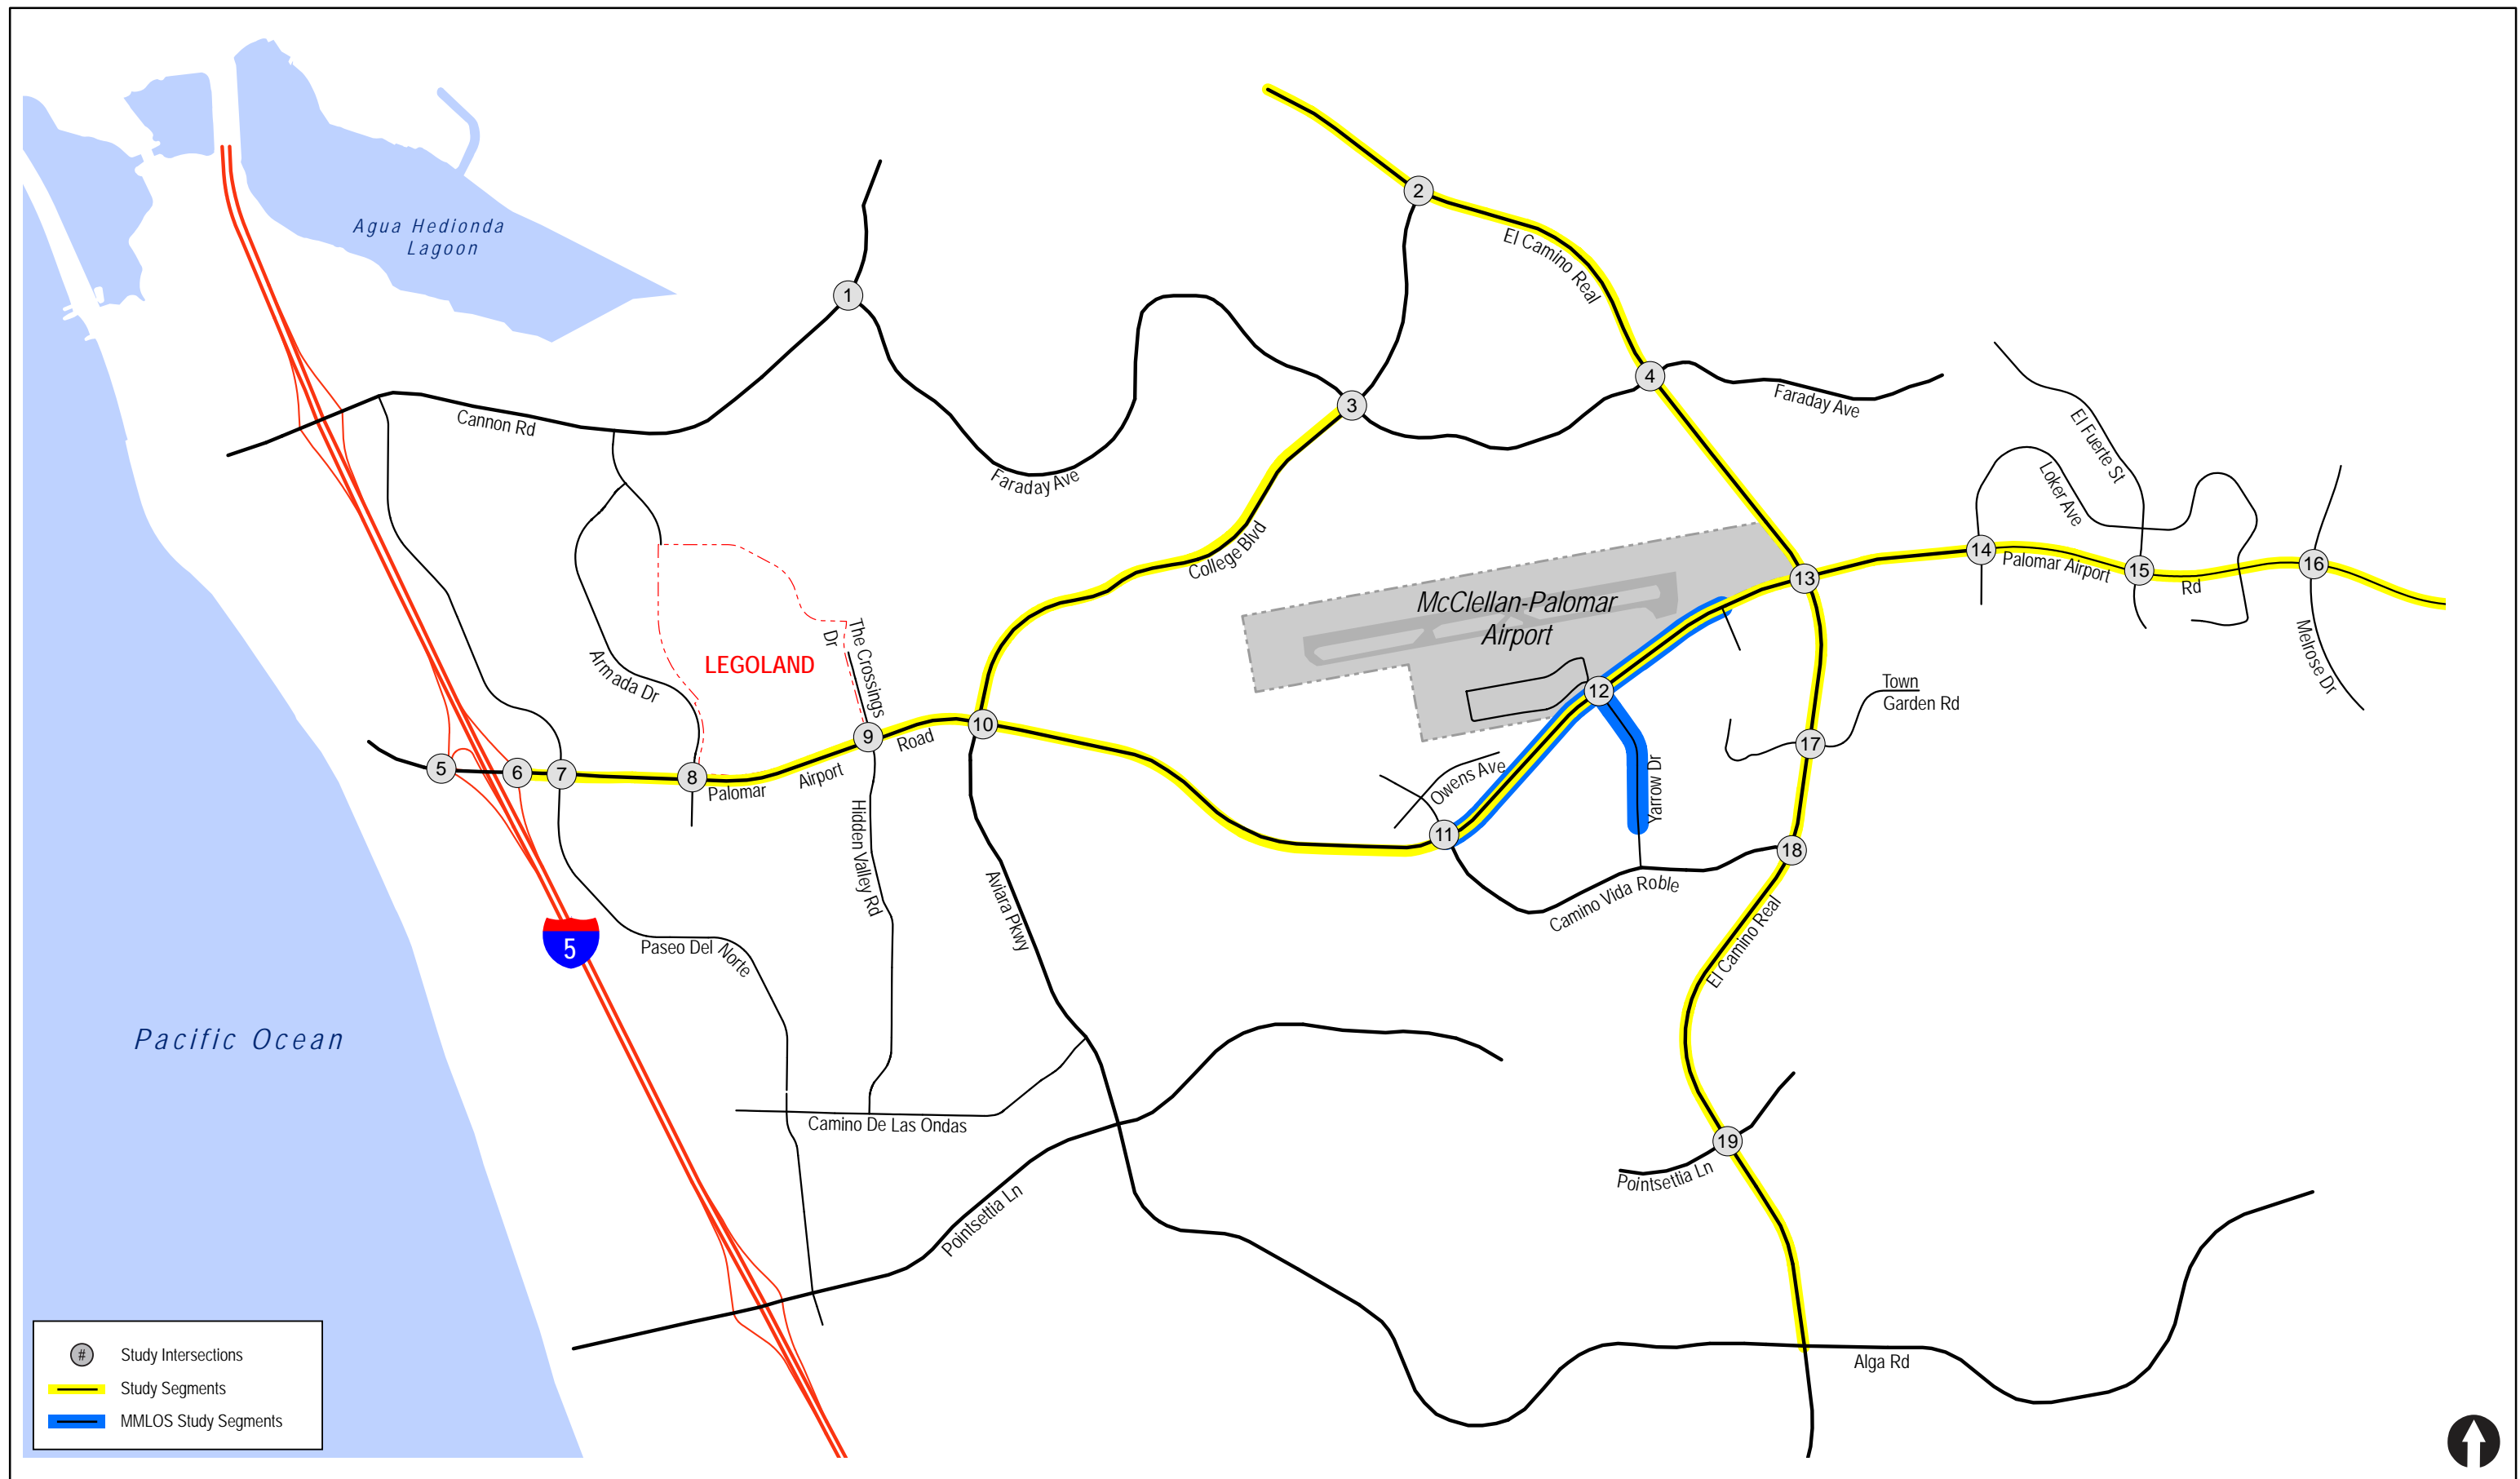 2
Agua Hedionda
Lagoon
El Camino Real
1
4
3
Faraday Ave
Cannon Rd
El Fuerte St
Loker Ave
Faraday Ave
College Blvd
14
Palomar Airport
15
Rd
16
13
McClellan-Palomar
Airport
The Crossings
Dr
LEGOLAND
Armada Dr
Melrose Dr
12
Town
Garden Rd
10
9
Road
17
5
6
7
8
Palomar
Airport
Owens Ave
Yarrow Dr
Hidden Valley Rd
11
18
Aviara Pkwy
Camino Vida Roble
5
Paseo Del
Norte
El Camino Real
Pacific Ocean
Camino De Las Ondas
19
Pointsettia Ln
Pointsettia Ln
Alga Rd
# Study Intersections
Study Segments
MMLOS Study Segments